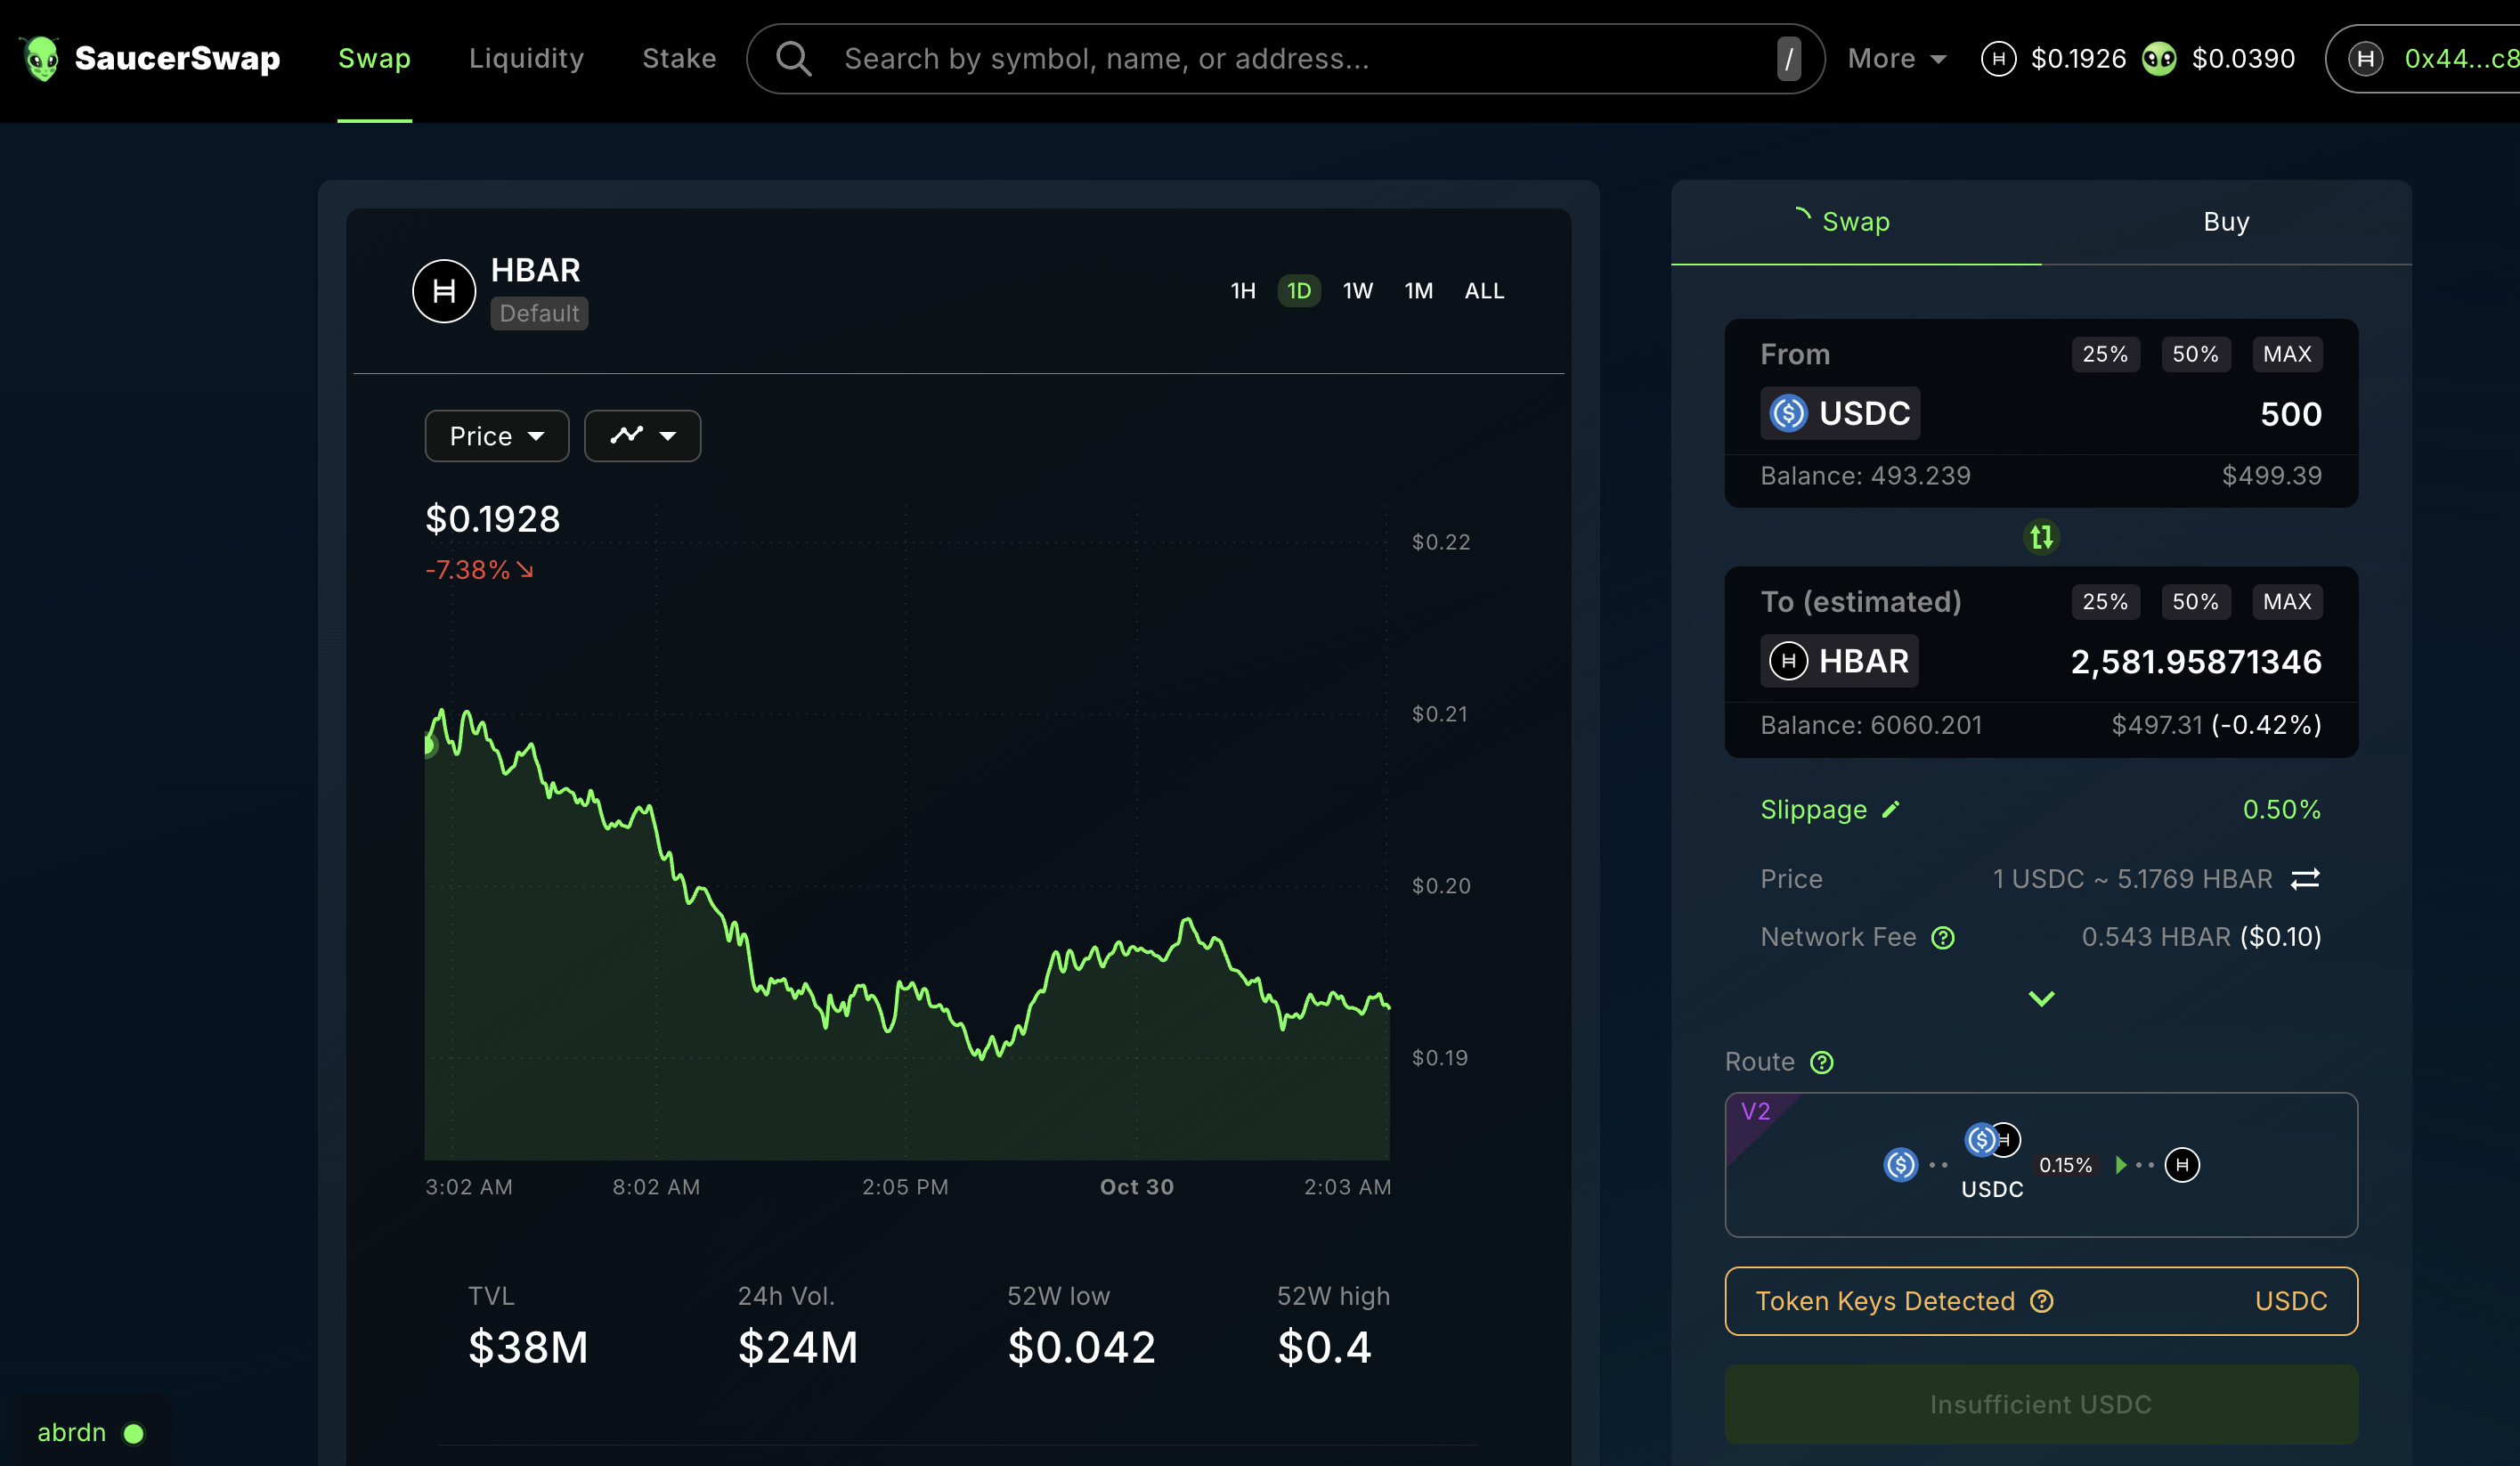 SaucerSwap Swap Liquidity Stake Search by symbol, name, or address... / More $0.1926 $0.0390 0x44...c8
HBAR
Default
1H 1D 1W 1M ALL
Price
$0.1928
-7.38%
$0.22
$0.21
$0.20
$0.19
3:02 AM 8:02 AM 2:05 PM Oct 30 2:03 AM
TVL 24h Vol. 52W low 52W high
$38M $24M $0.042 $0.4
abrdn
Swap Buy
From 25% 50% MAX
USDC 500
Balance: 493.239 $499.39
To (estimated) 25% 50% MAX
HBAR 2,581.95871346
Balance: 6060.201 $497.31 (-0.42%)
Slippage 0.50%
Price 1 USDC ~ 5.1769 HBAR
Network Fee 0.543 HBAR ($0.10)
Route
V2
0.15%
USDC
Token Keys Detected USDC
Insufficient USDC